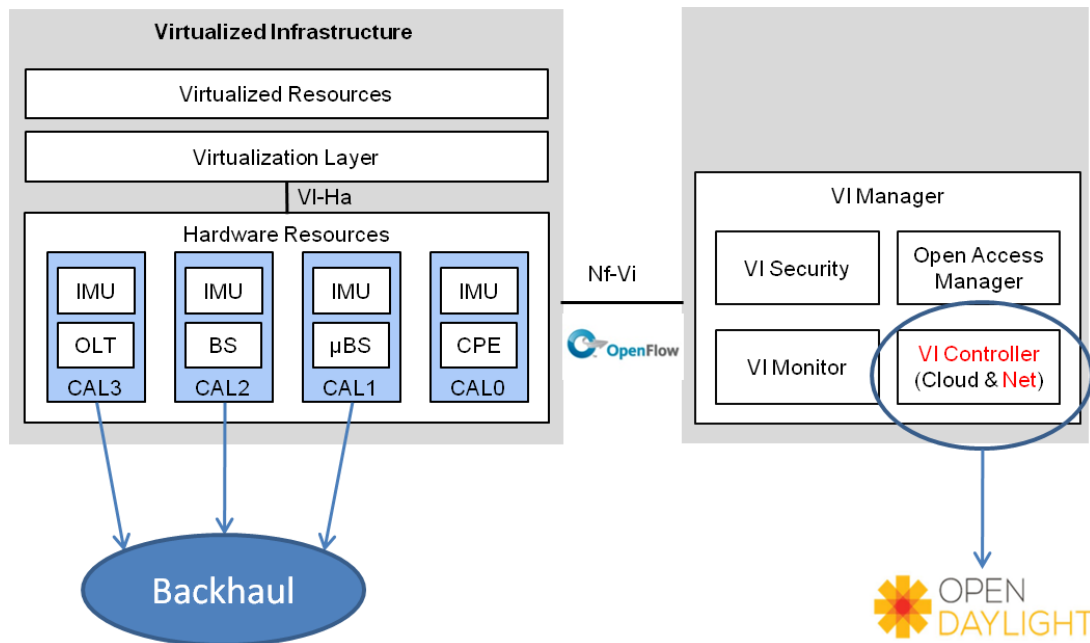 Virtualized Infrastructure
Virtualized Resources
Virtualization Layer
VI-Ha
Hardware Resources
IMU
OLT
CAL3
IMU
BS
CAL2
IMU
µBS
CAL1
IMU
CPE
CAL0
Backhaul
Nf-Vi
OpenFlow
VI Manager
VI Security
Open Access
Manager
VI Monitor
VI Controller
(Cloud & Net)
OPEN
DAYLIGHT